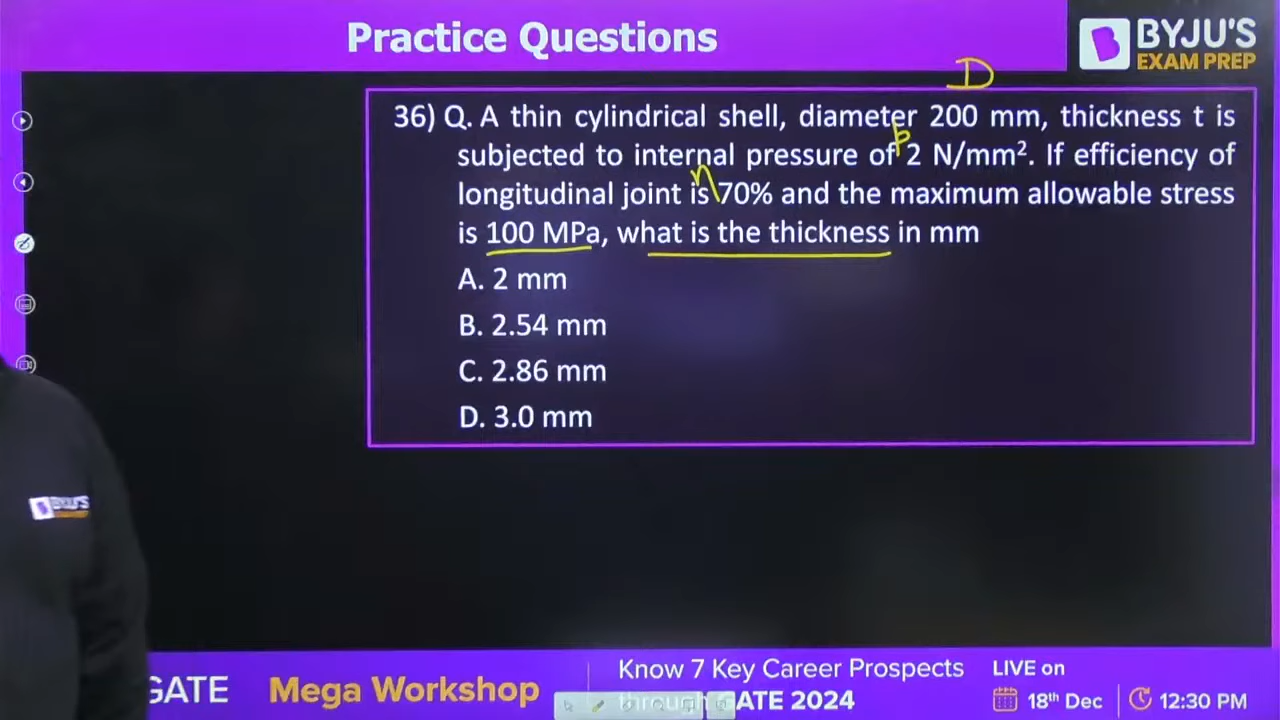 Practice Questions
BYJU'S
EXAM PREP
D
36) Q. A thin cylindrical shell, diameter 200 mm, thickness t is
p
subjected to internal pressure of 2 N/mm². If efficiency of
η
longitudinal joint is 70% and the maximum allowable stress
is 100 MPa, what is the thickness in mm
A. 2 mm
B. 2.54 mm
C. 2.86 mm
D. 3.0 mm
BYJU'S
GATE Mega Workshop
Know 7 Key Career Prospects
through GATE 2024
LIVE on
18th Dec
12:30 PM